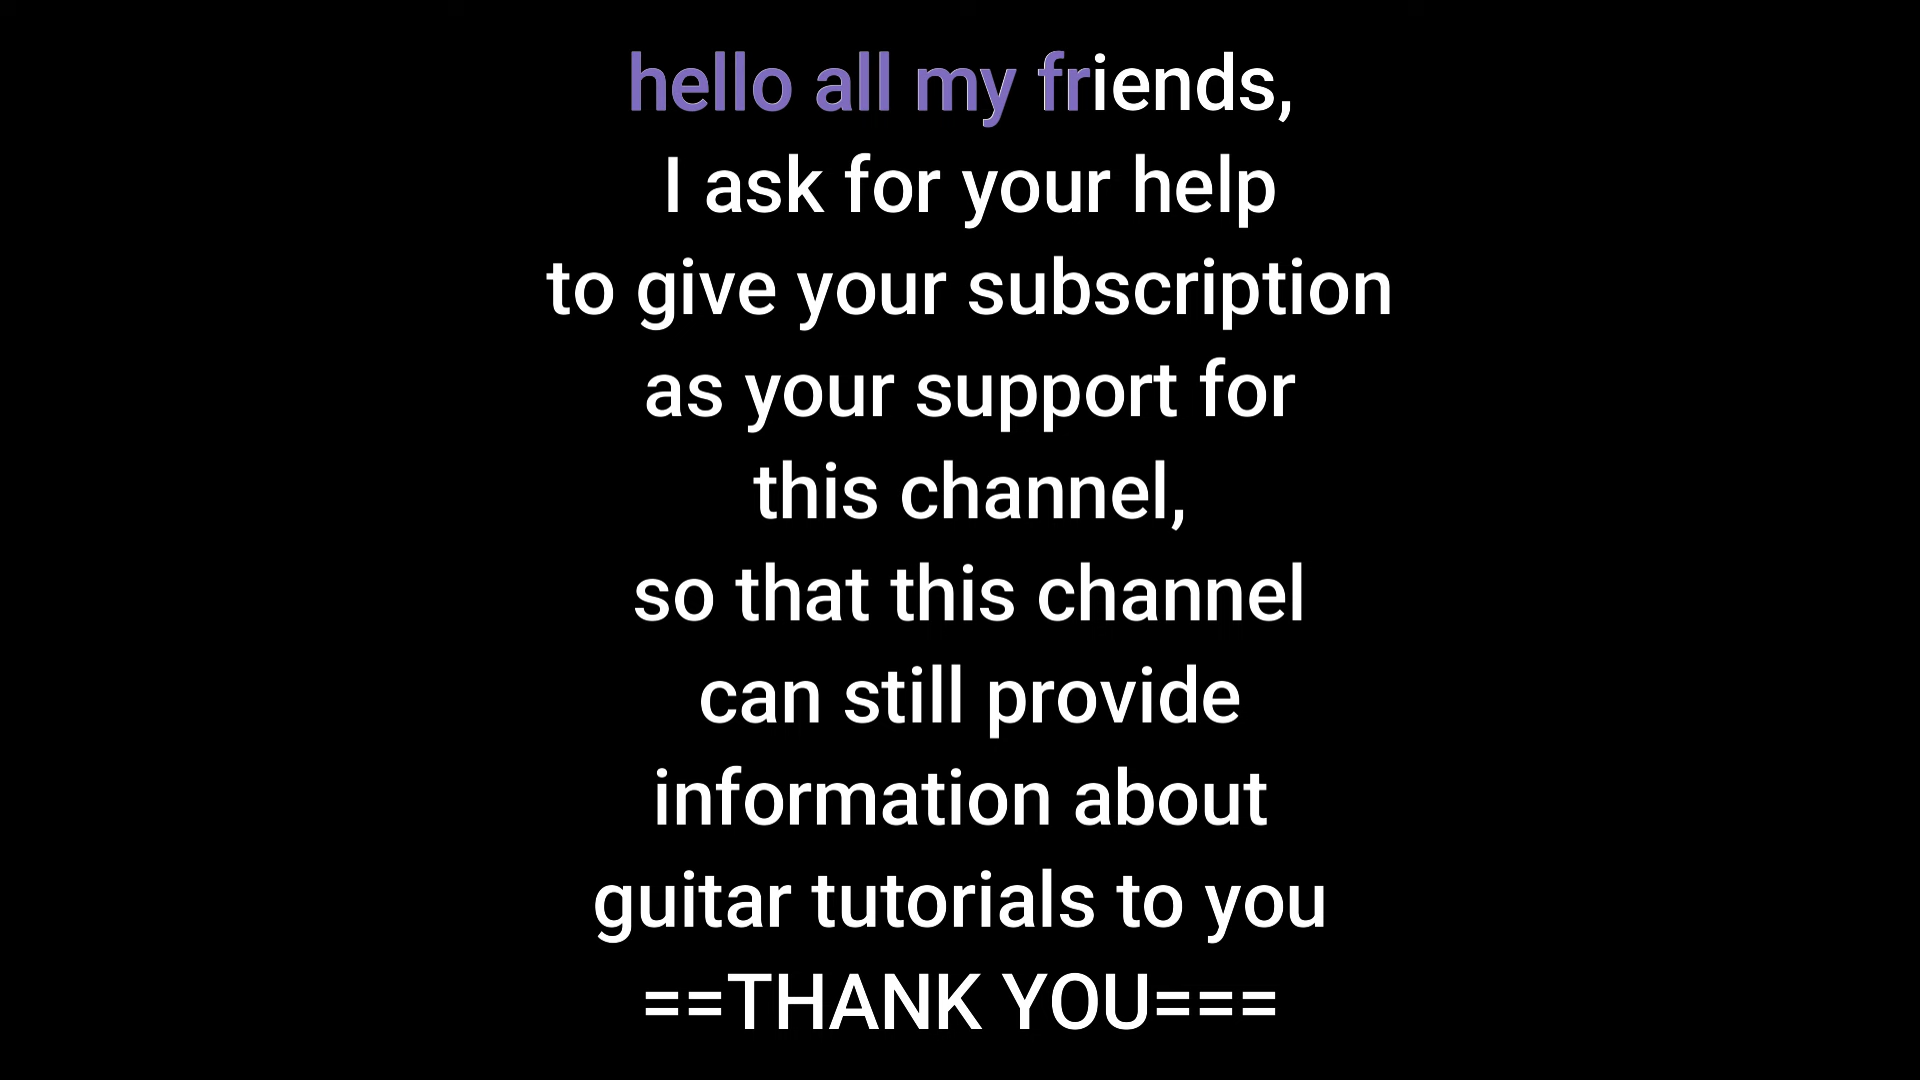 hello all my friends,
I ask for your help
to give your subscription
as your support for
this channel,
so that this channel
can still provide
information about
guitar tutorials to you
==THANK YOU===